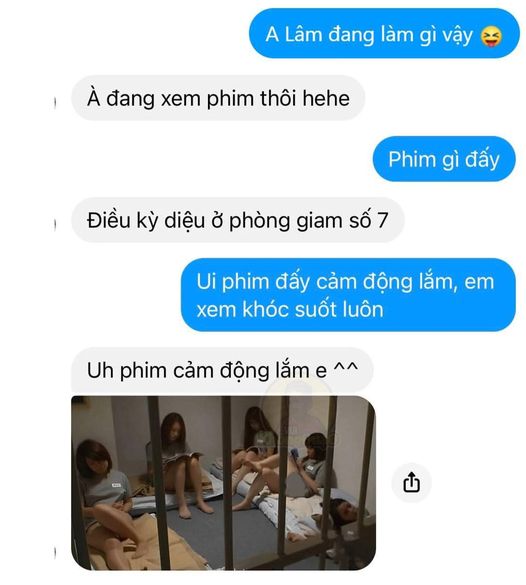 A Lâm đang làm gì vậy 😝
À đang xem phim thôi hehe
Phim gì đấy
Điều kỳ diệu ở phòng giam số 7
Ui phim đấy cảm động lắm, em
xem khóc suốt luôn
Uh phim cảm động lắm e ^^